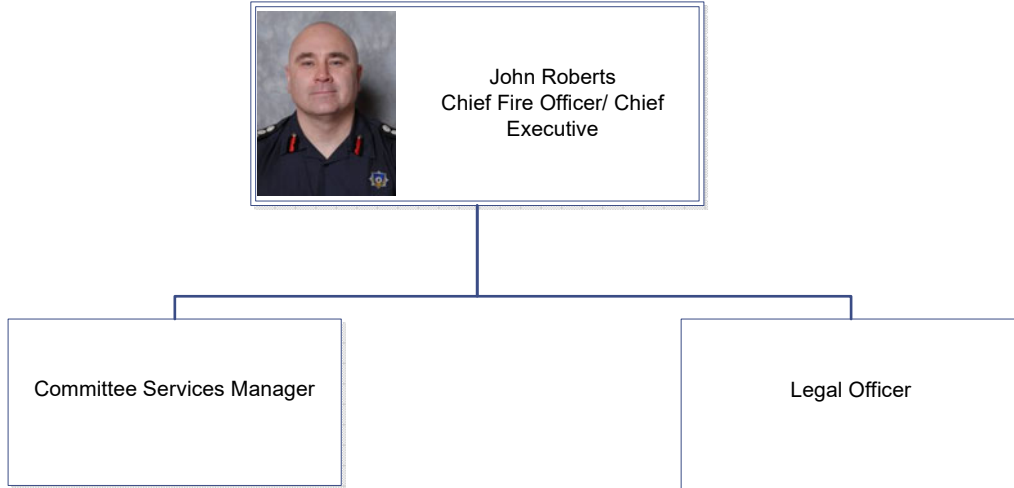 John Roberts
Chief Fire Officer/ Chief
Executive
Committee Services Manager
Legal Officer